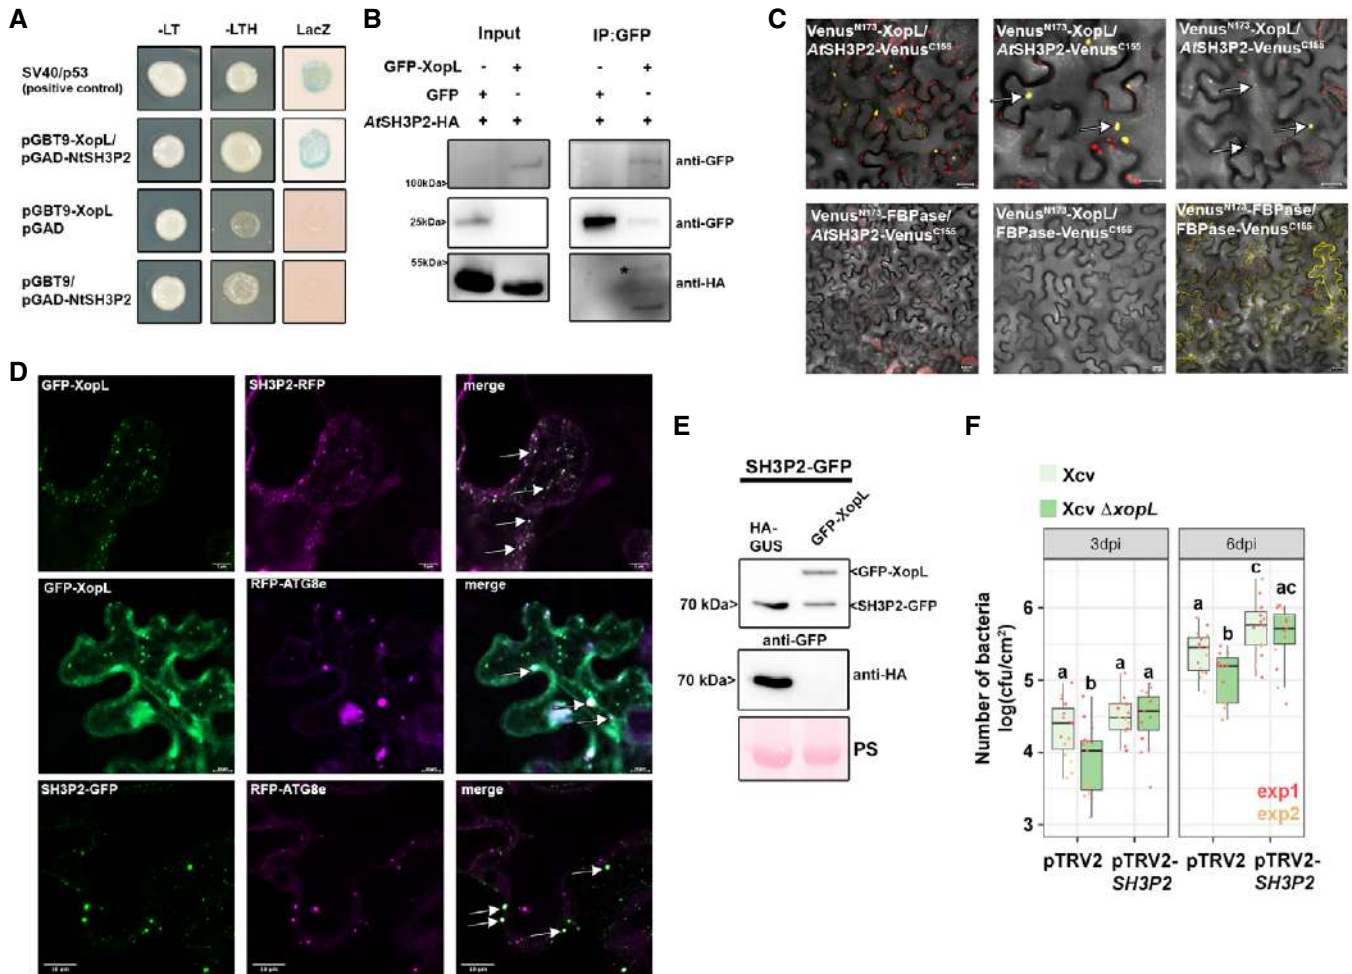 A
-LT
-LTH
LacZ
SV40/p53
(positive control)
pGBT9-XopL/
pGAD-NtSH3P2
pGBT9-XopL
pGAD
pGBT9/
pGAD-NtSH3P2
B
Input
IP:GFP
GFP-XopL - + - +
GFP + - + -
AtSH3P2-HA + + + +
anti-GFP
100kDa>
25kDa>
anti-GFP
55kDa>
*
anti-HA
C
VenusN173-XopL/
AtSH3P2-VenusC155
VenusN173-XopL/
AtSH3P2-VenusC155
VenusN173-XopL/
AtSH3P2-VenusC155
VenusN173-FBPase/
AtSH3P2-VenusC155
VenusN173-XopL/
FBPase-VenusC155
VenusN173-FBPase/
FBPase-VenusC155
D
GFP-XopL
SH3P2-RFP
merge
GFP-XopL
RFP-ATG8e
merge
SH3P2-GFP
RFP-ATG8e
merge
10 µm
10 µm
10 µm
E
SH3P2-GFP
HA-
GUS
GFP-XopL
<GFP-XopL
70 kDa>
<SH3P2-GFP
anti-GFP
70 kDa>
anti-HA
PS
F
Xcv
Xcv ΔxopL
3dpi
6dpi
Number of bacteria
log(cfu/cm²)
6
5
4
3
a
b
a
a
a
b
c
ac
exp1
exp2
pTRV2
pTRV2-
SH3P2
pTRV2
pTRV2-
SH3P2